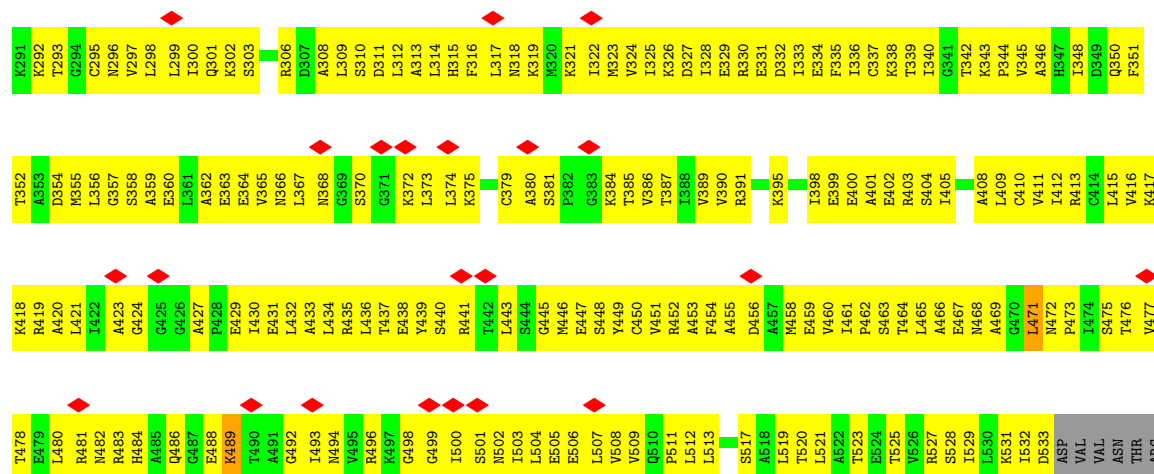 K291 K292 T293 G294 C295 N296 V297 L298 L299 I300 Q301 K302 S303 R306 D307 A308 L309 S310 D311 L312 A313 L314 H315 F316 L317 N318 K319 M320 K321 I322 M323 V324 I325 K326 D327 I328 E329 R330 E331 D332 I333 E334 F335 I336 C337 K338 T339 I340 G341 T342 K343 P344 V345 A346 H347 I348 D349 Q350 F351
T352 A353 D354 M355 L356 G357 S358 A359 E360 L361 A362 E363 E364 V365 N366 L367 N368 G369 S370 G371 K372 L373 L374 K375 C379 A380 S381 P382 G383 K384 T385 V386 T387 I388 V389 V390 R391 K395 I398 E399 E400 A401 E402 R403 S404 I405 A408 L409 C410 V411 I412 R413 C414 L415 V416 K417
K418 R419 A420 L421 I422 A423 G424 G425 G426 A427 P428 E429 I430 E431 L432 A433 L434 R435 L436 T437 E438 Y439 S440 R441 T442 L443 S444 G445 M446 E447 S448 Y449 C450 V451 R452 A453 F454 A455 D456 A457 M458 E459 V460 I461 P462 S463 T464 L465 A466 E467 N468 A469 G470 L471 N472 P473 I474 S475 T476 V477
T478 E479 L480 R481 N482 R483 H484 A485 Q486 G487 E488 K489 T490 A491 G492 I493 N494 V495 R496 K497 G498 G499 I500 S501 N502 I503 L504 E505 E506 L507 V508 V509 Q510 P511 L512 L513 S517 A518 L519 T520 L521 A522 T523 E524 T525 V526 R527 S528 I529 L530 K531 I532 D533 ASP VAL VAL ASN THR ARG